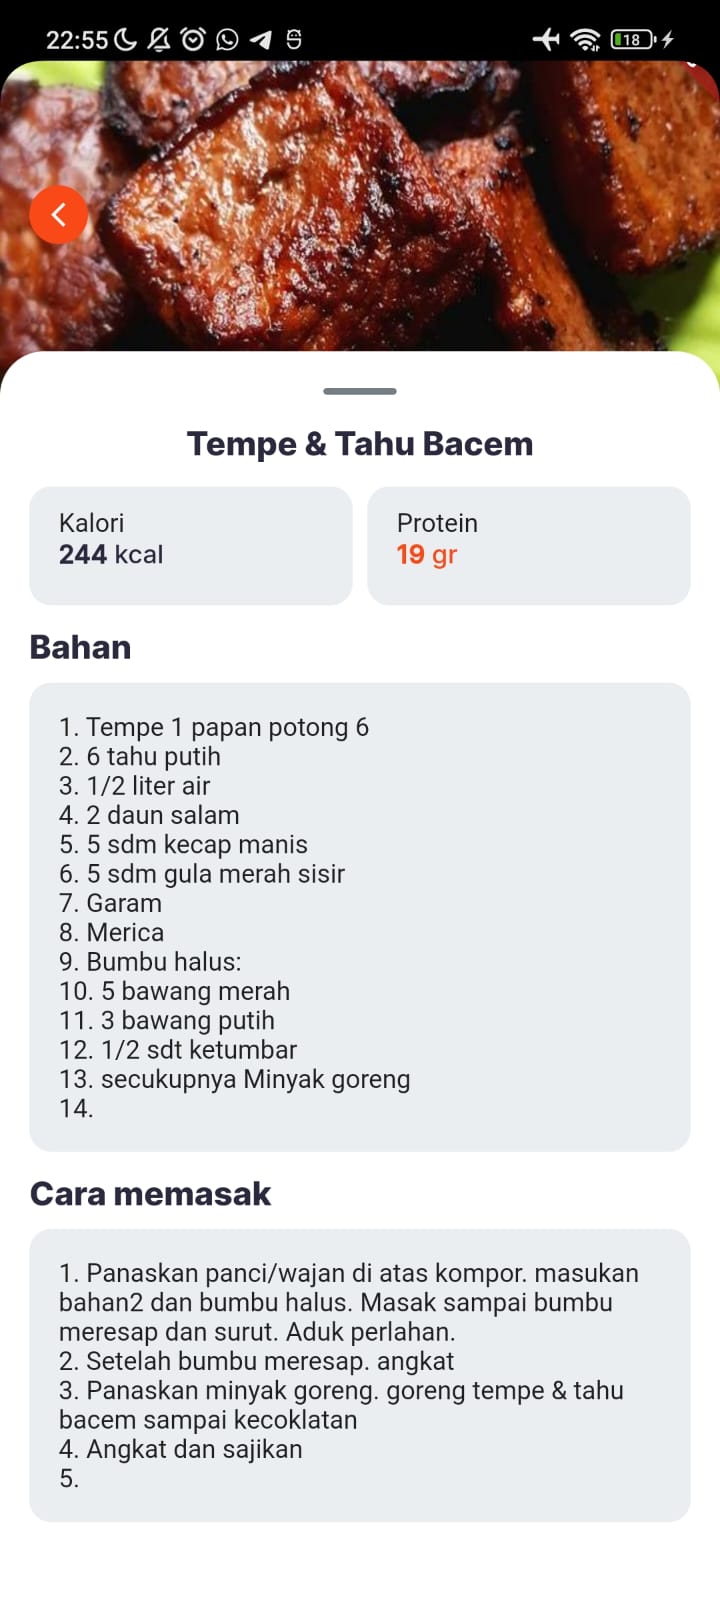 22:55
18
Tempe & Tahu Bacem
Kalori
244 kcal
Protein
19 gr
Bahan
1. Tempe 1 papan potong 6
2. 6 tahu putih
3. 1/2 liter air
4. 2 daun salam
5. 5 sdm kecap manis
6. 5 sdm gula merah sisir
7. Garam
8. Merica
9. Bumbu halus:
10. 5 bawang merah
11. 3 bawang putih
12. 1/2 sdt ketumbar
13. secukupnya Minyak goreng
14.
Cara memasak
1. Panaskan panci/wajan di atas kompor. masukan
bahan2 dan bumbu halus. Masak sampai bumbu
meresap dan surut. Aduk perlahan.
2. Setelah bumbu meresap. angkat
3. Panaskan minyak goreng. goreng tempe & tahu
bacem sampai kecoklatan
4. Angkat dan sajikan
5.